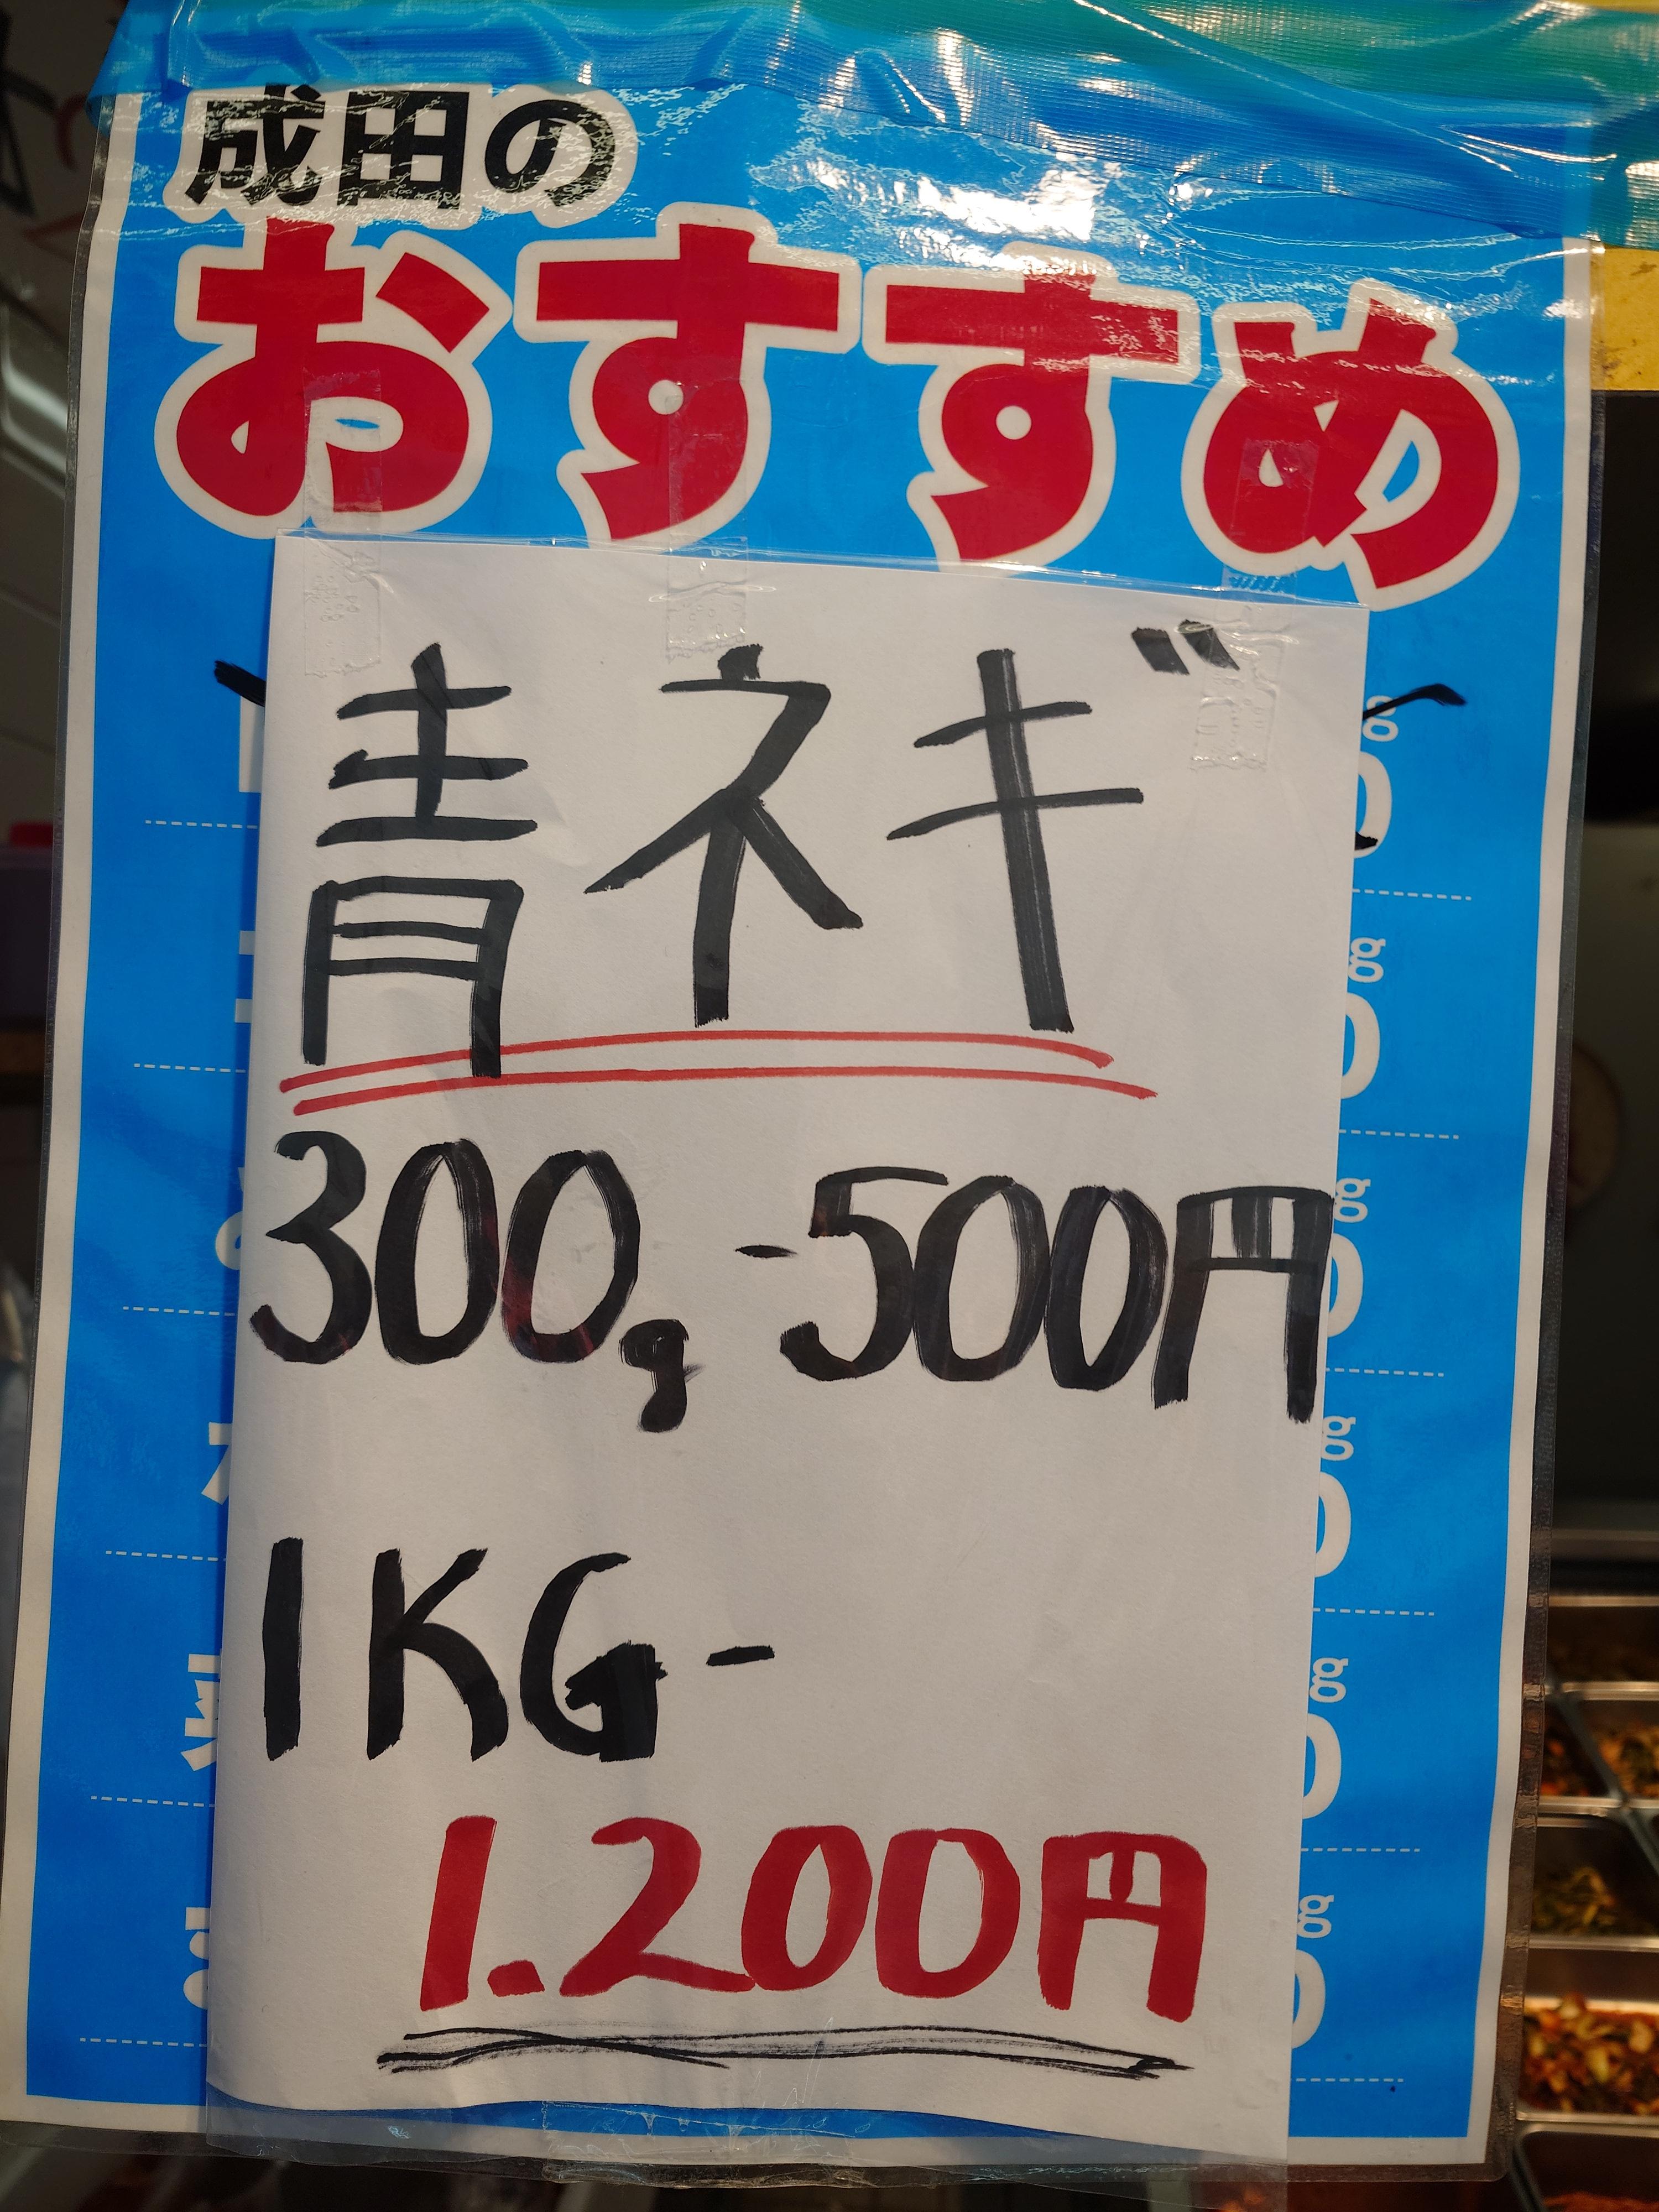 成田の
おすすめ
青ネギ
300g -500円
1KG-
1.200円